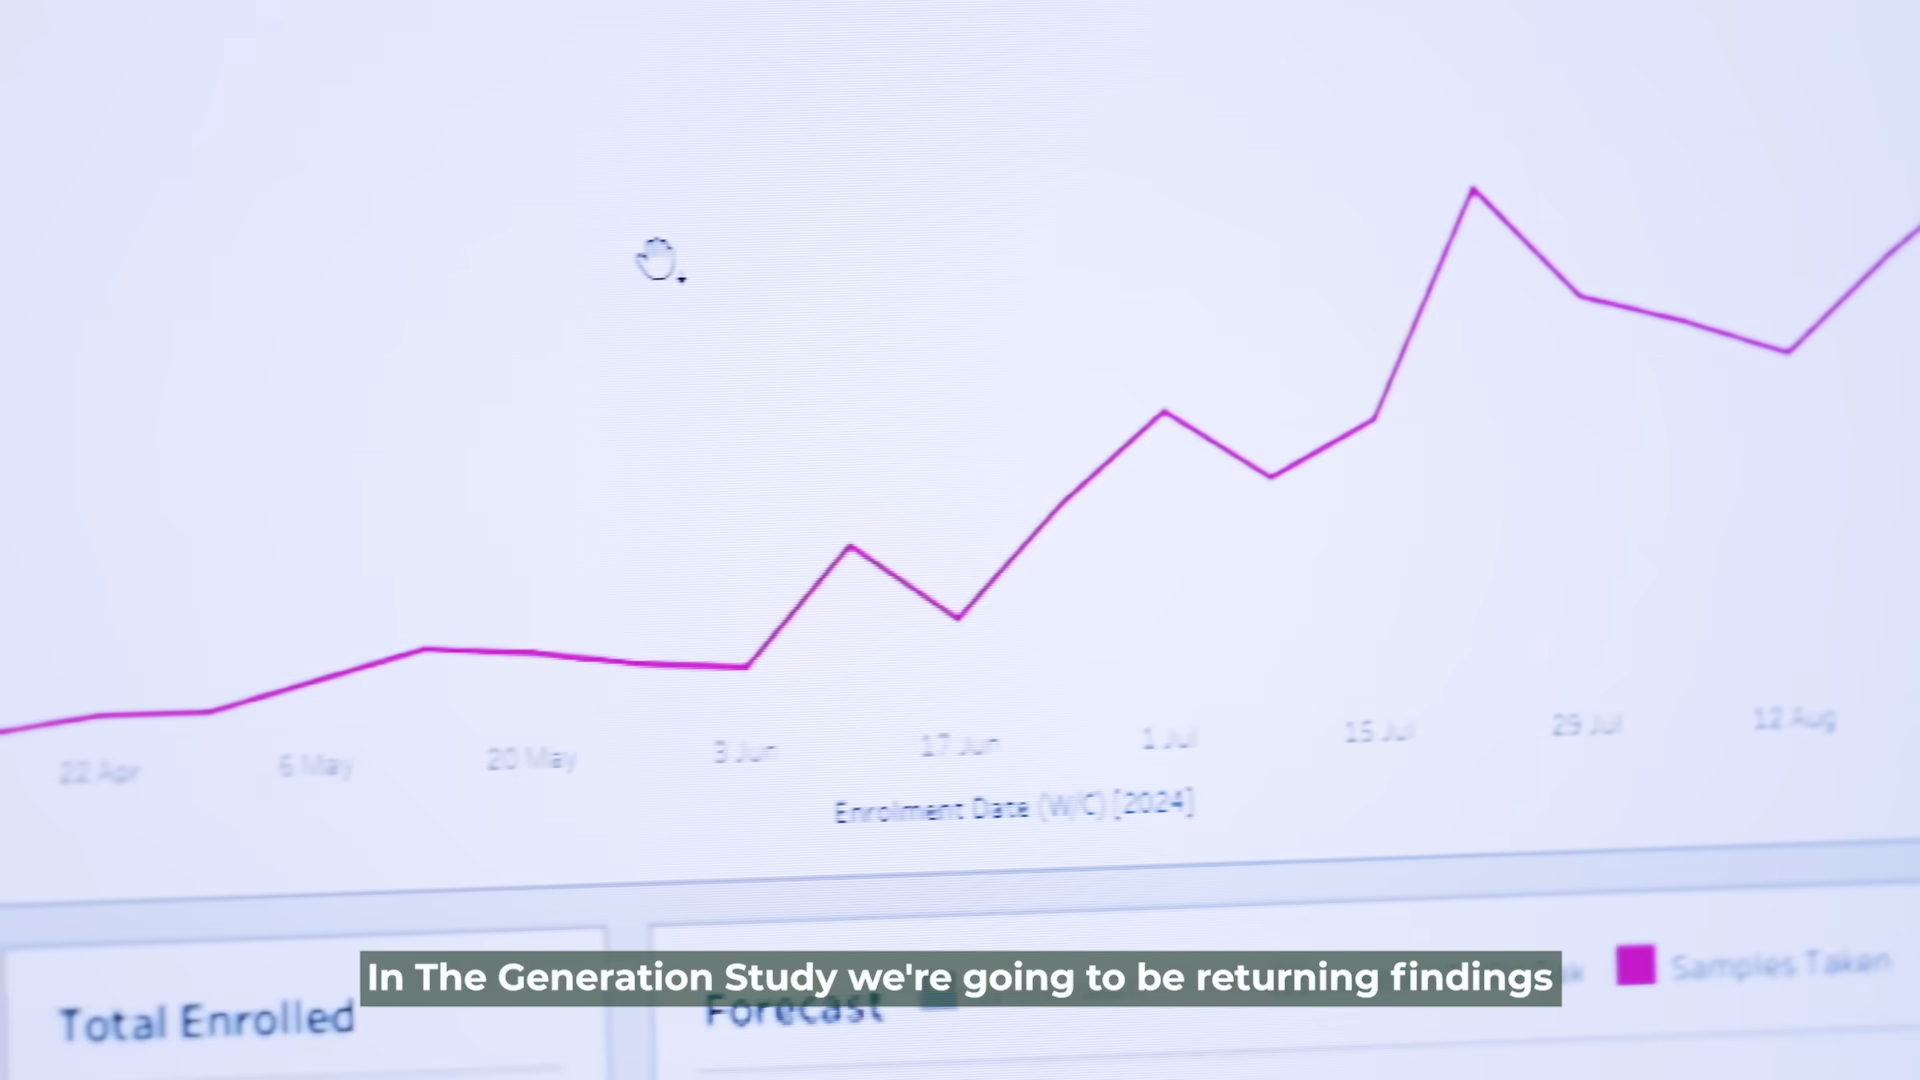 22 Apr 6 May 20 May 3 Jun 17 Jun 1 Jul 15 Jul 29 Jul 12 Aug
Enrolment Date (W/C) [2024]
In The Generation Study we're going to be returning findings
Samples Taken
Total Enrolled
Forecast